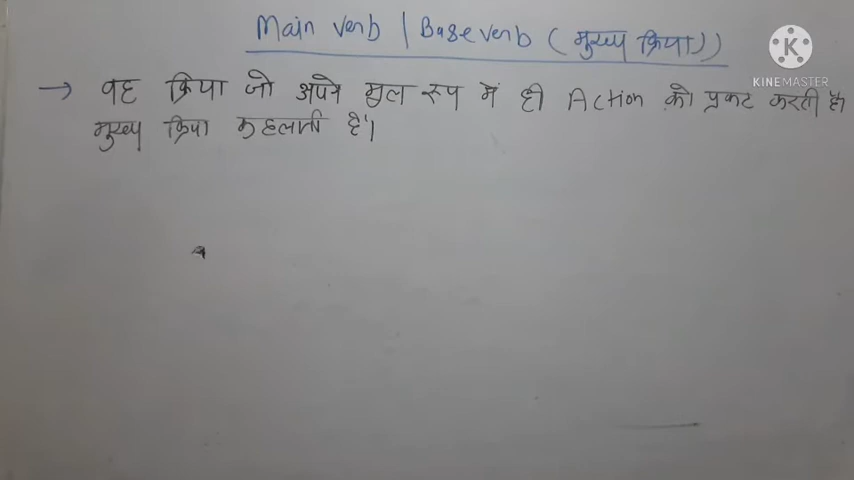 Main verb | Base verb (मुख्य क्रिया))
K
KINEMASTER
→ वह क्रिया जो अपने मुल रूप में ही Action को प्रकट करती है।
मुख्य क्रिया कहलाती है।